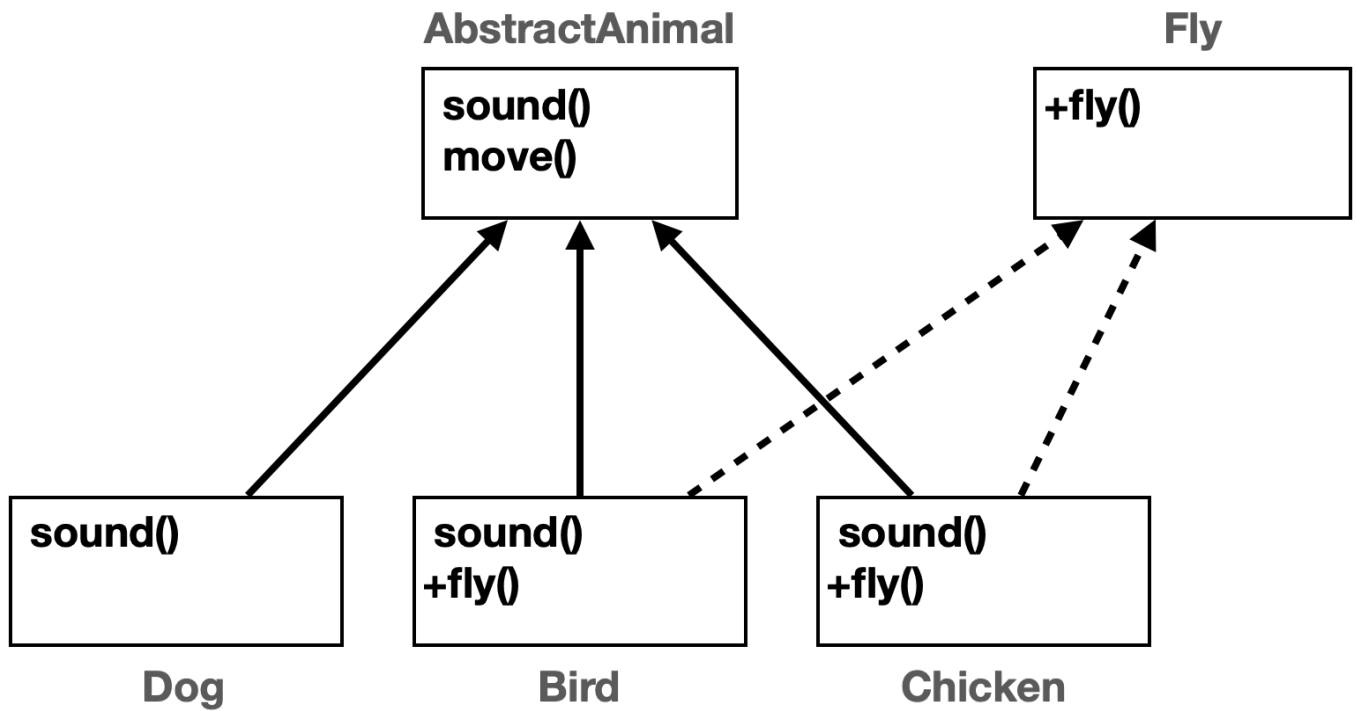 AbstractAnimal
Fly
sound()
move()
+fly()
sound()
sound()
+fly()
sound()
+fly()
Dog
Bird
Chicken